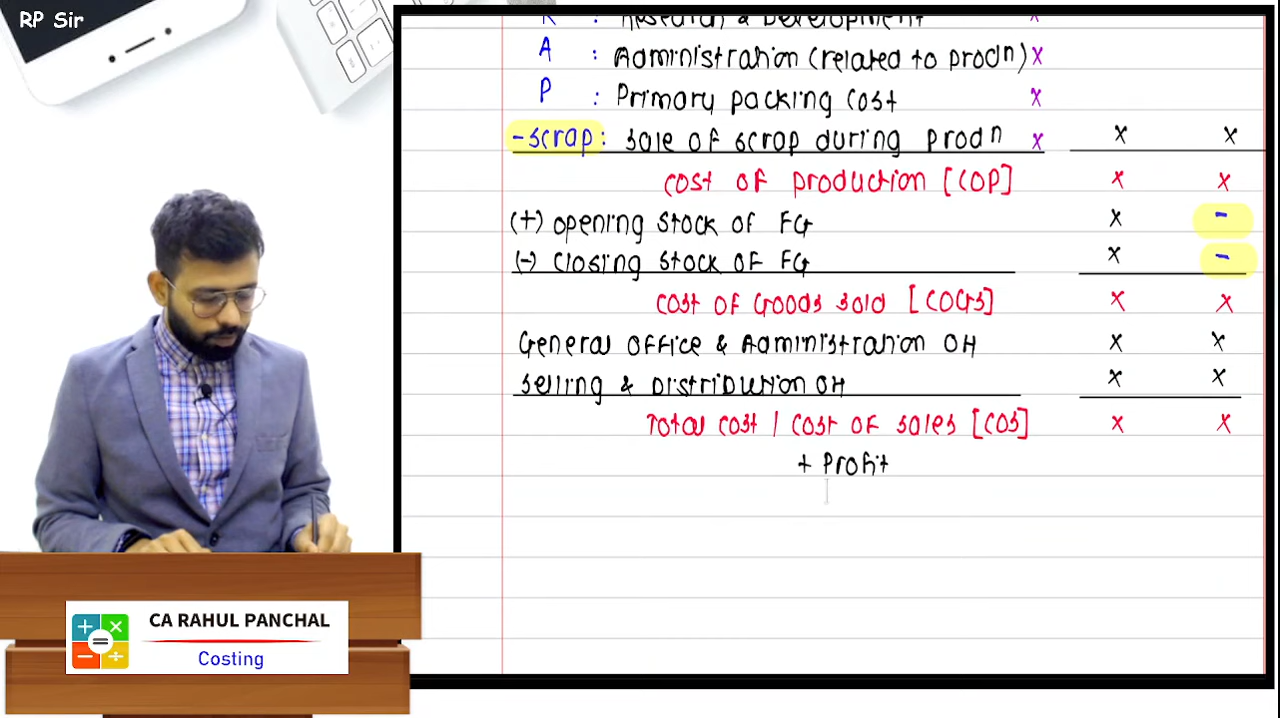 RP Sir
R : Research & Development x
A : Administration (related to prodn) x
P : Primary packing cost x
- scrap : sale of scrap during prodn x x x
cost of production [COP] x x
(+) opening stock of FG x -
(-) closing stock of FG x -
cost of Goods sold [COGS] x x
General office & Administration OH x x
Selling & distribution OH x x
Total cost | cost of sales [COS] x x
+ Profit
CA RAHUL PANCHAL
Costing